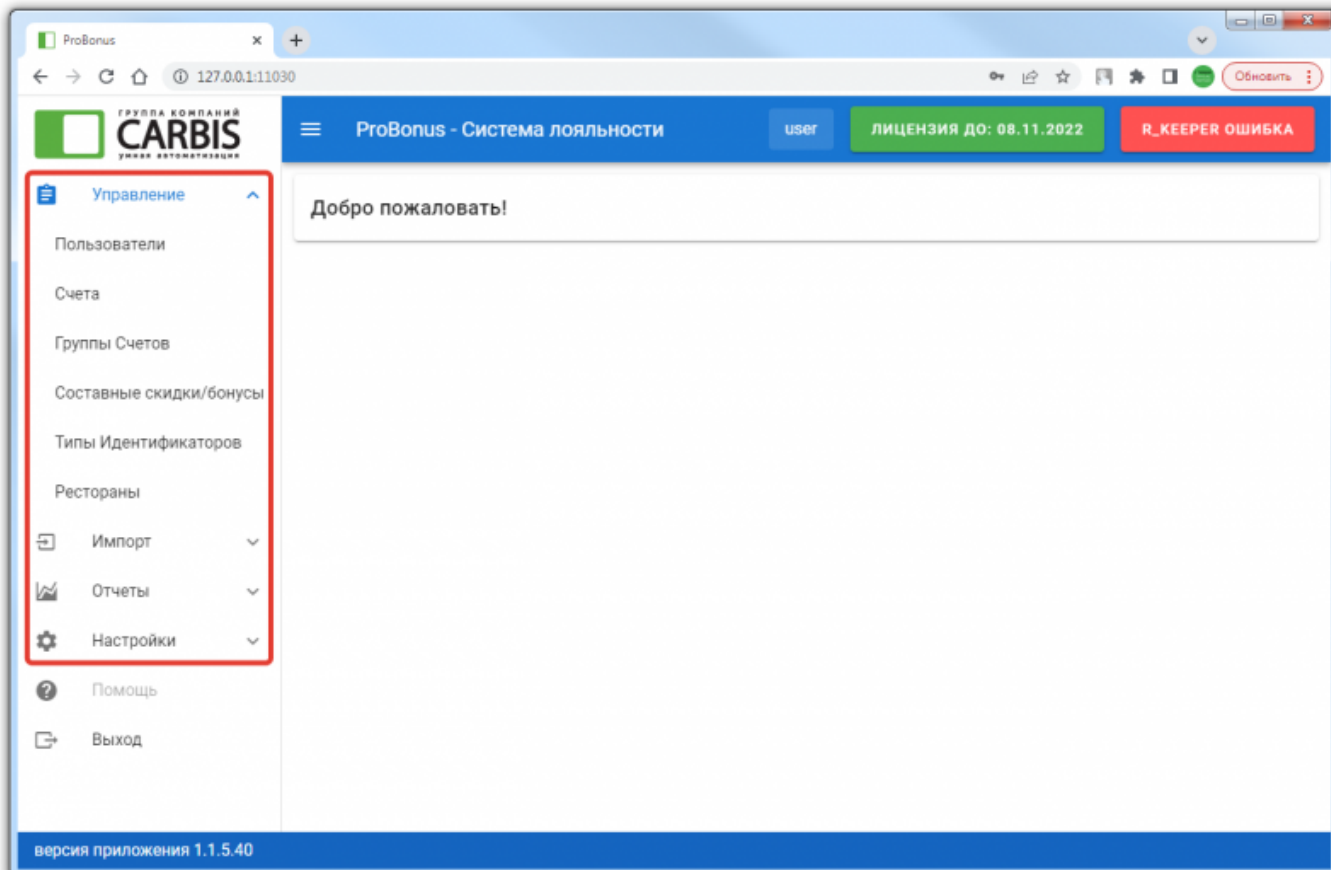 ProBonus
127.0.0.1:11030
Обновить
ГРУППА КОМПАНИЙ
CARBIS
умная автоматизация
ProBonus - Система лояльности
user
ЛИЦЕНЗИЯ ДО: 08.11.2022
R_KEEPER ОШИБКА
Управление
Добро пожаловать!
Пользователи
Счета
Группы Счетов
Составные скидки/бонусы
Типы Идентификаторов
Рестораны
Импорт
Отчеты
Настройки
Помощь
Выход
версия приложения 1.1.5.40